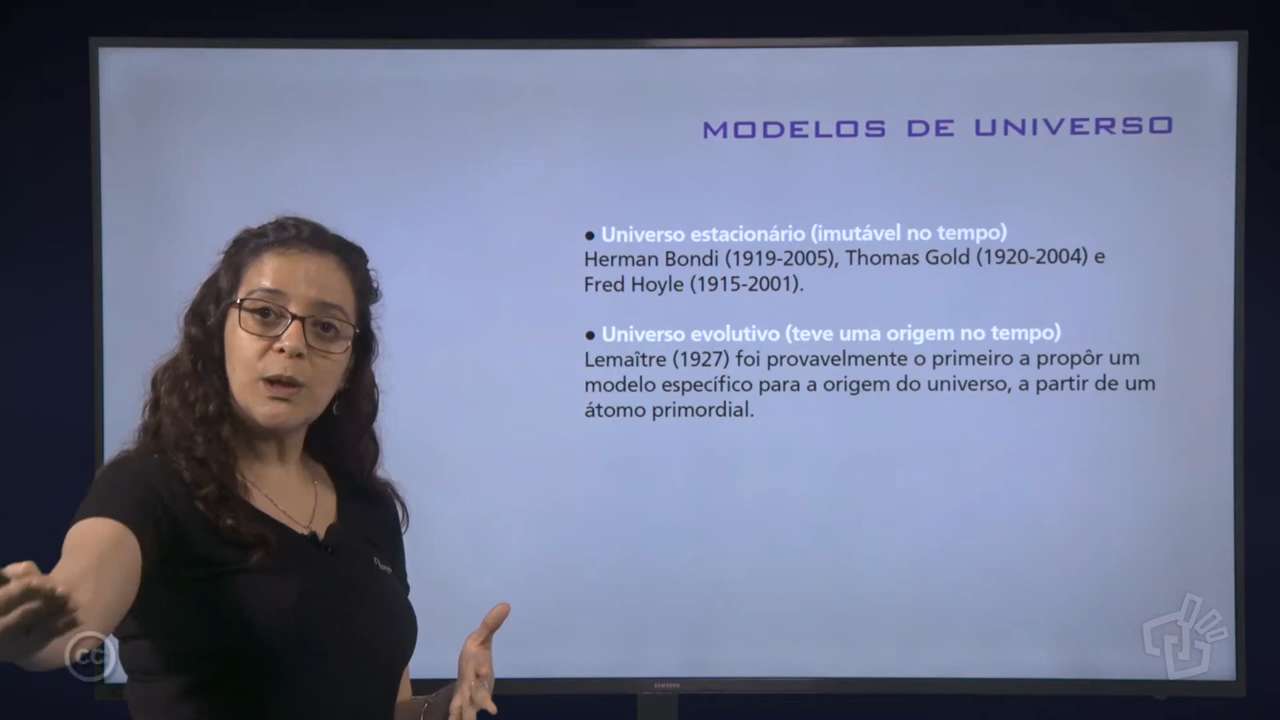 MODELOS DE UNIVERSO
● Universo estacionário (imutável no tempo)
Herman Bondi (1919-2005), Thomas Gold (1920-2004) e
Fred Hoyle (1915-2001).
● Universo evolutivo (teve uma origem no tempo)
Lemaître (1927) foi provavelmente o primeiro a propôr um
modelo específico para a origem do universo, a partir de um
átomo primordial.
cc
SAMSUNG